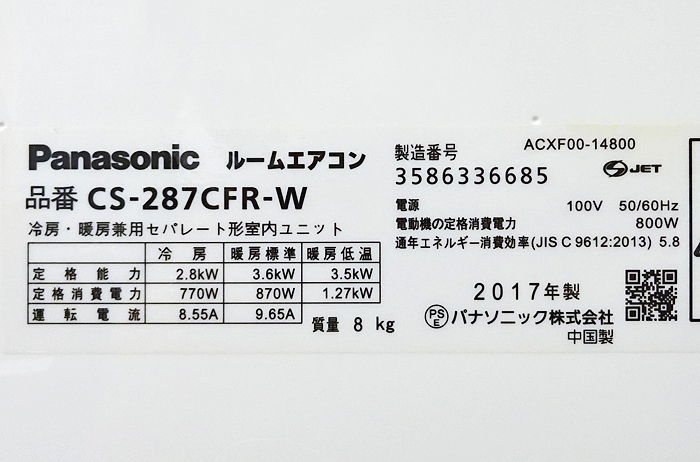 Panasonic ルームエアコン
品番 CS-287CFR-W
冷房・暖房兼用セパレート形室内ユニット
冷房 暖房標準 暖房低温
定格能力 2.8kW 3.6kW 3.5kW
定格消費電力 770W 870W 1.27kW
運転電流 8.55A 9.65A
質量 8 kg
ACXF00-14800
製造番号
3586336685
JET
電源 100V 50/60Hz
電動機の定格消費電力 800W
通年エネルギー消費効率(JIS C 9612:2013) 5.8
2017年製
PSE パナソニック株式会社
中国製